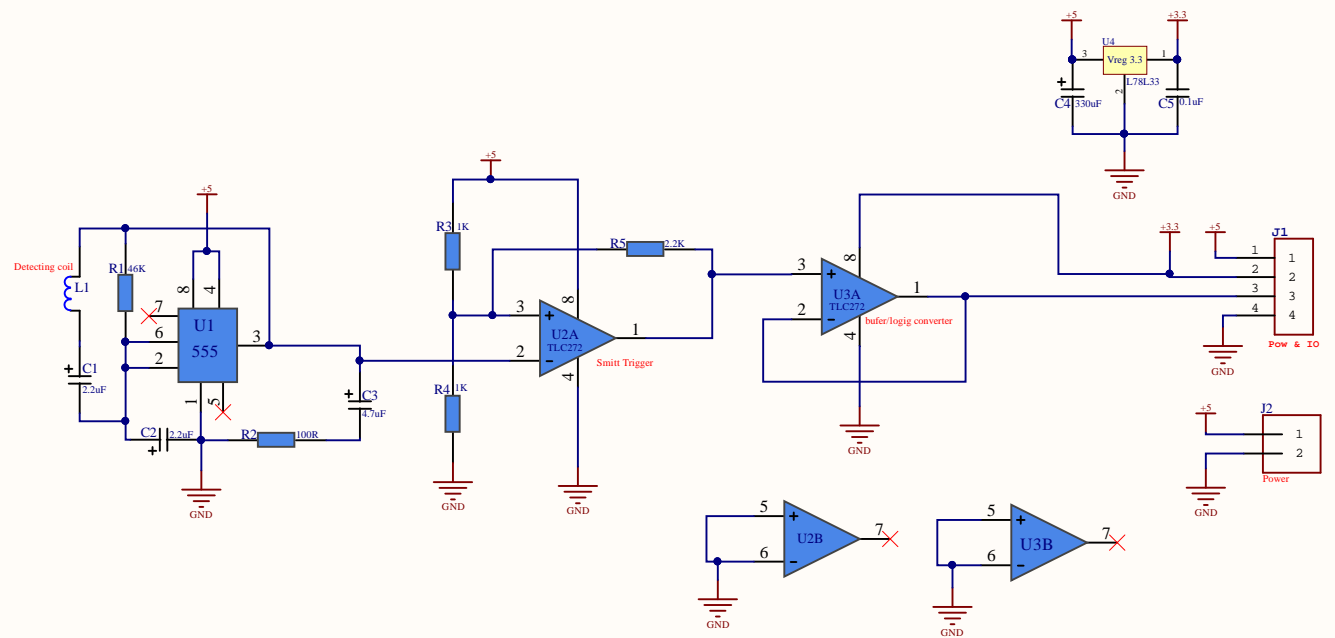 +5
+3.3
U4
3
Vreg 3.3
1
L78L33
2
C4
330uF
C5
0.1uF
GND
+5
+5
R3
1K
R5
2.2K
Detecting coil
L1
R1
46K
8
4
7
6
2
U1
555
3
1
5
C1
2.2uF
C2
2.2uF
R2
100R
C3
4.7uF
GND
3
8
U2A
TLC272
1
2
4
Smitt Trigger
R4
1K
GND
GND
3
8
U3A
TLC272
1
2
4
bufer/logig converter
GND
+3.3
+5
J1
1
1
2
2
3
3
4
4
Pow & IO
GND
+5
J2
1
2
Power
GND
5
U2B
7
6
GND
5
U3B
7
6
GND